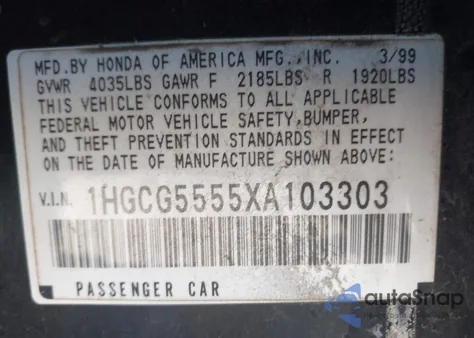 MFD.BY HONDA OF AMERICA MFG.,INC. 3/99
GVWR 4035LBS GAWR F 2185LBS R 1920LBS
THIS VEHICLE CONFORMS TO ALL APPLICABLE
FEDERAL MOTOR VEHICLE SAFETY,BUMPER,
AND THEFT PREVENTION STANDARDS IN EFFECT
ON THE DATE OF MANUFACTURE SHOWN ABOVE:
V.I.N. 1HGCG5555XA103303
PASSENGER CAR
autoSnap